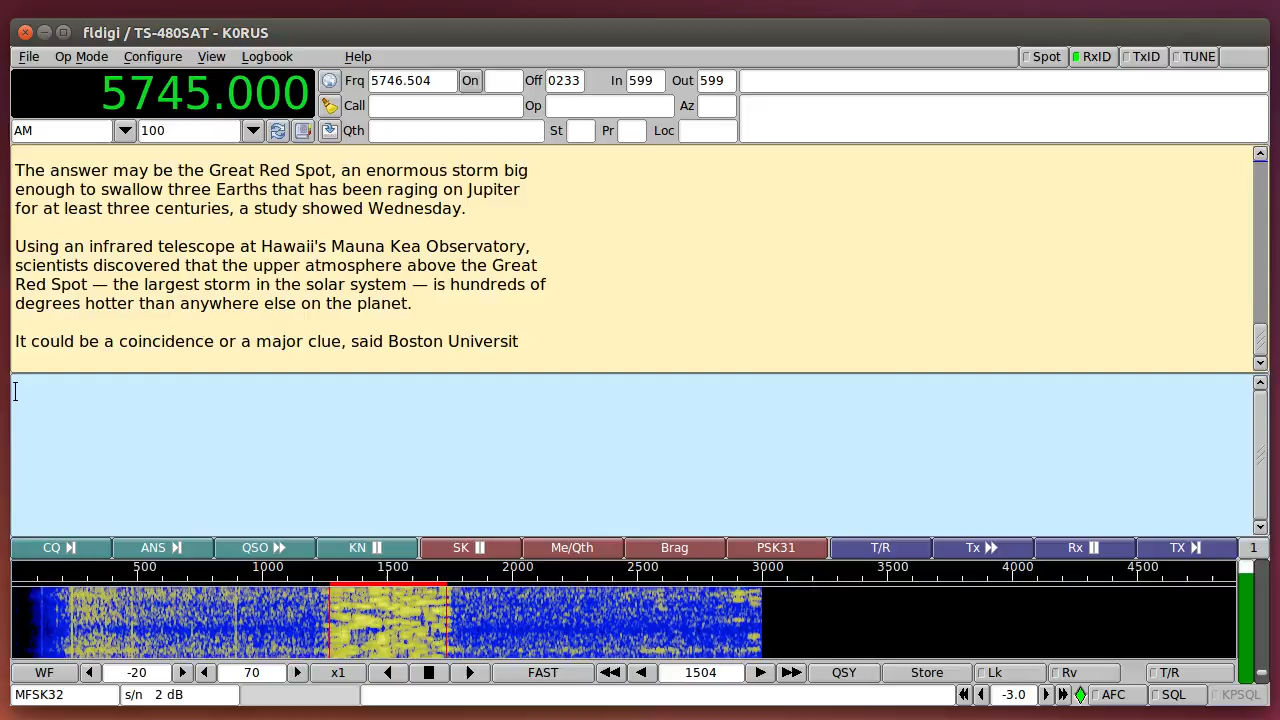 fldigi / TS-480SAT - K0RUS
File Op Mode Configure View Logbook Help Spot RxID TxID TUNE
5745.000
Frq 5746.504 On Off 0233 In 599 Out 599
Call Op Az
AM 100 Qth St Pr Loc
The answer may be the Great Red Spot, an enormous storm big
enough to swallow three Earths that has been raging on Jupiter
for at least three centuries, a study showed Wednesday.
Using an infrared telescope at Hawaii's Mauna Kea Observatory,
scientists discovered that the upper atmosphere above the Great
Red Spot — the largest storm in the solar system — is hundreds of
degrees hotter than anywhere else on the planet.
It could be a coincidence or a major clue, said Boston Universit
CQ ANS QSO KN SK Me/Qth Brag PSK31 T/R Tx Rx TX 1
500 1000 1500 2000 2500 3000 3500 4000 4500
WF -20 70 x1 FAST 1504 QSY Store Lk Rv T/R
MFSK32 s/n 2 dB -3.0 AFC SQL KPSQL